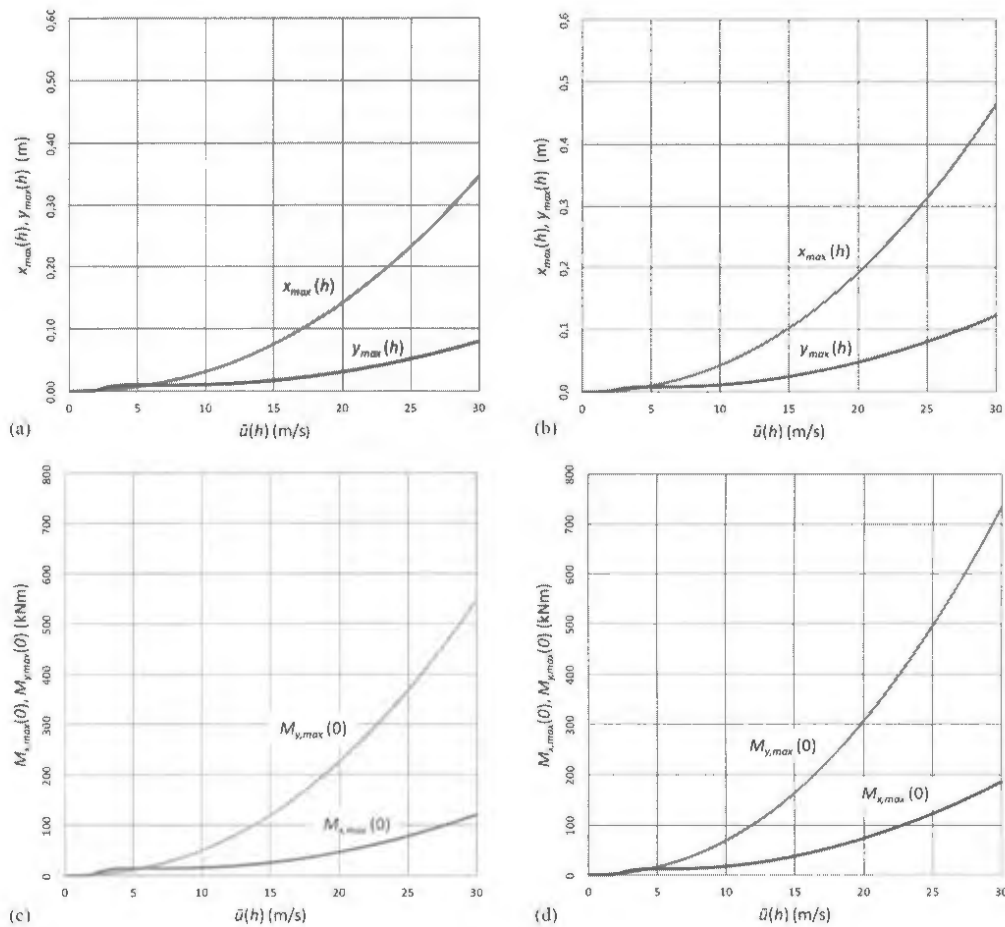 0,60
0,50
0,40
0,30
0,20
0,10
0,00
x_max(h), y_max(h) (m)
x_max(h)
y_max(h)
0 5 10 15 20 25 30
(a)
ū(h) (m/s)
0,6
0,5
0,4
0,3
0,2
0,1
0,0
x_max(h), y_max(h) (m)
x_max(h)
y_max(h)
0 5 10 15 20 25 30
(b)
ū(h) (m/s)
800
700
600
500
400
300
200
100
0
M_x,max(0), M_y,max(0) (kNm)
M_y,max(0)
M_x,max(0)
0 5 10 15 20 25 30
(c)
ū(h) (m/s)
800
700
600
500
400
300
200
100
0
M_x,max(0), M_y,max(0) (kNm)
M_y,max(0)
M_x,max(0)
0 5 10 15 20 25 30
(d)
ū(h) (m/s)